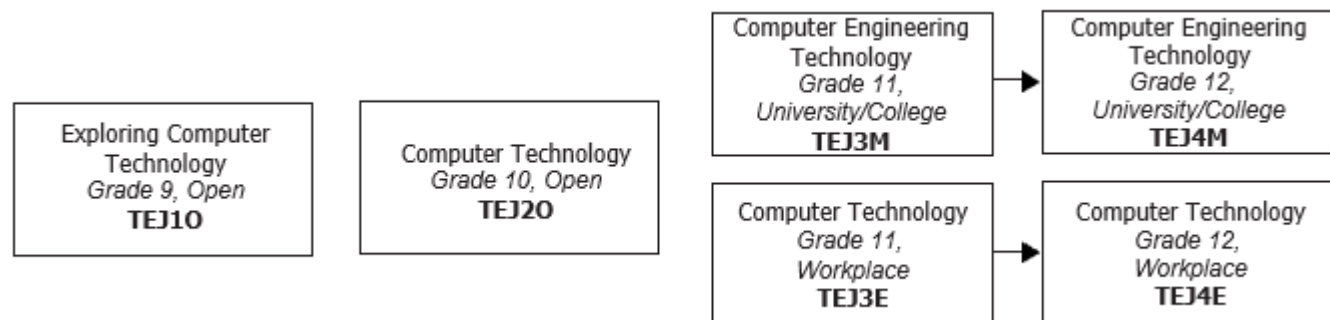 Exploring Computer
Technology
Grade 9, Open
TEJ1O
Computer Technology
Grade 10, Open
TEJ2O
Computer Engineering
Technology
Grade 11,
University/College
TEJ3M
Computer Engineering
Technology
Grade 12,
University/College
TEJ4M
Computer Technology
Grade 11,
Workplace
TEJ3E
Computer Technology
Grade 12,
Workplace
TEJ4E